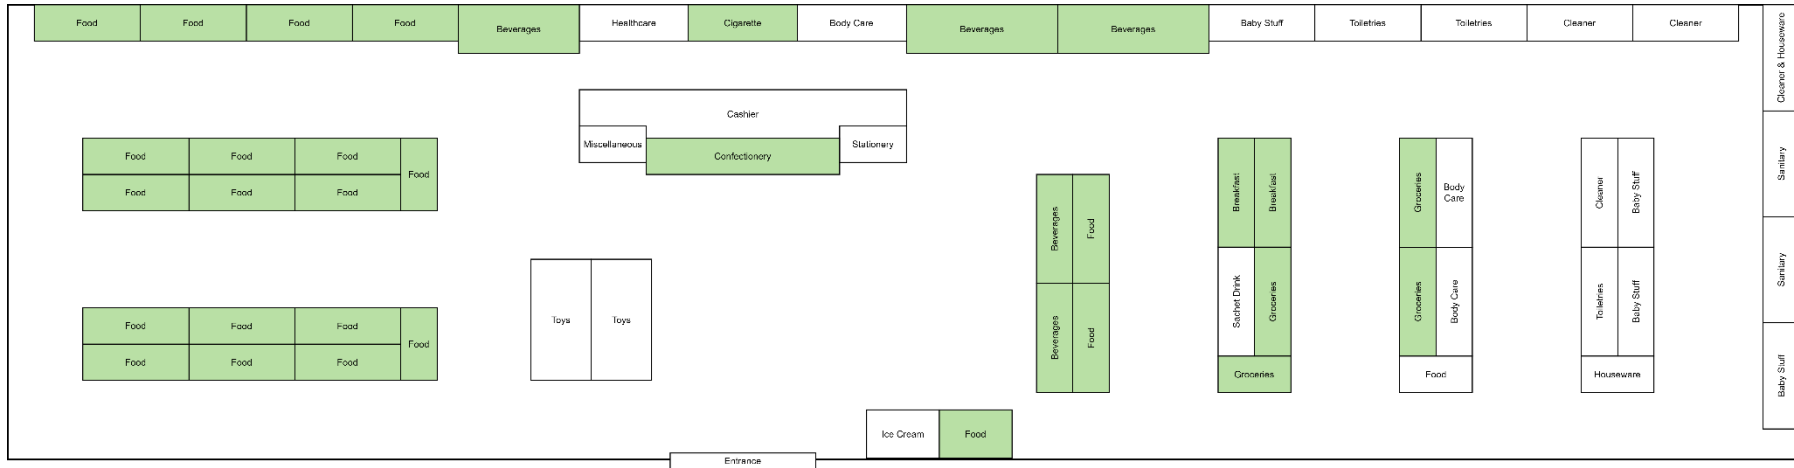 Food
Food
Food
Food
Beverages
Healthcare
Cigarette
Body Care
Beverages
Beverages
Baby Stuff
Toiletries
Toiletries
Cleaner
Cleaner
Cleaner & Houseware
Sanitary
Sanitary
Baby Stuff
Cashier
Miscellaneous
Confectionery
Stationery
Food
Food
Food
Food
Food
Food
Food
Food
Food
Food
Food
Food
Food
Food
Toys
Toys
Beverages
Food
Beverages
Food
Breakfast
Breakfast
Sachet Drink
Groceries
Groceries
Groceries
Body
Care
Groceries
Body Care
Food
Cleaner
Baby Stuff
Toiletries
Baby Stuff
Houseware
Ice Cream
Food
Entrance